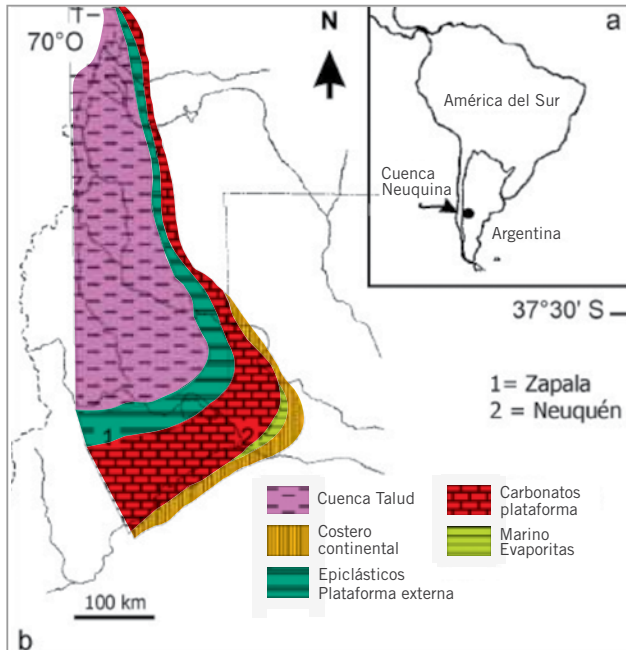 70°O
N
a
América del Sur
Cuenca
Neuquina
Argentina
37°30' S
1= Zapala
2 = Neuquén
1
2
Cuenca Talud
Costero
continental
Epiclásticos
Plataforma externa
Carbonatos
plataforma
Marino
Evaporitas
100 km
b